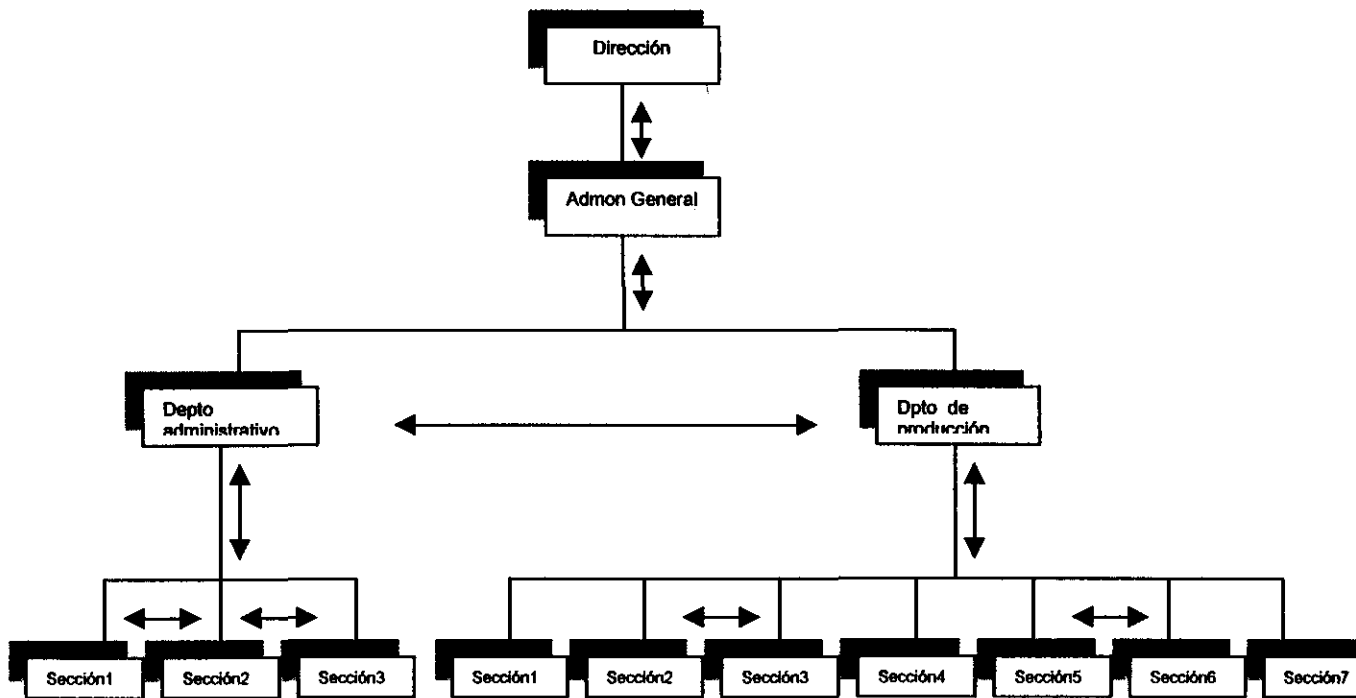 Dirección
Admon General
Depto
administrativo
Dpto de
producción
Sección1
Sección2
Sección3
Sección1
Sección2
Sección3
Sección4
Sección5
Sección6
Sección7